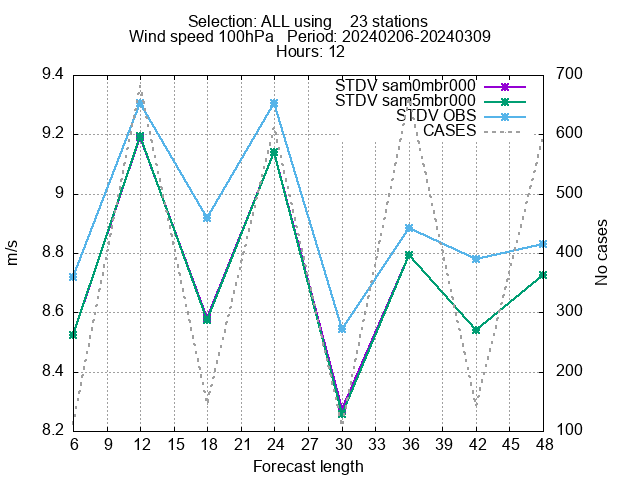 Selection: ALL using    23 stations
Wind speed 100hPa   Period: 20240206-20240309
Hours: 12
STDV sam0mbr000
STDV sam5mbr000
STDV OBS
CASES
9.4
9.2
9
8.8
8.6
8.4
8.2
700
600
500
400
300
200
100
6 9 12 15 18 21 24 27 30 33 36 39 42 45 48
m/s
No cases
Forecast length